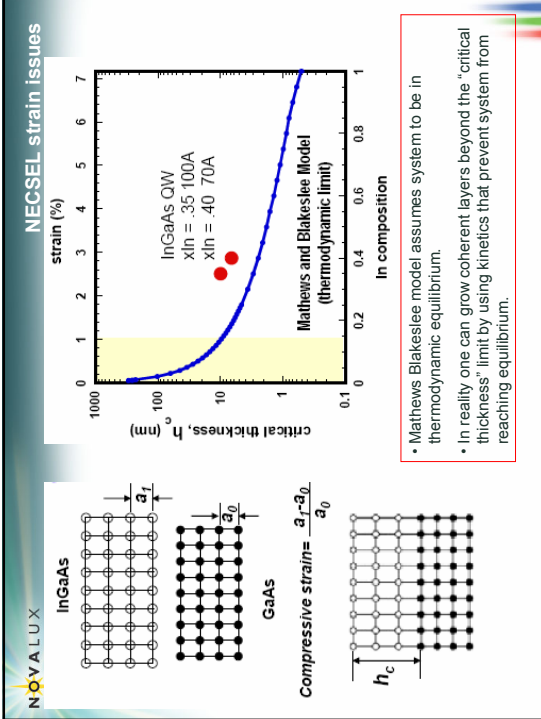 NOVALUX
NECSEL strain issues
InGaAs
a1
a0
GaAs
Compressive strain= a1-a0
a0
hc
strain (%)
0 1 2 3 4 5 6 7
1000
100
10
1
0.1
critical thickness, hc (nm)
InGaAs QW
xIn = .35 100A
xIn = .40 70A
Mathews and Blakeslee Model
(thermodynamic limit)
0 0.2 0.4 0.6 0.8 1
In composition
• Mathews Blakeslee model assumes system to be in
thermodynamic equilibrium.
• In reality one can grow coherent layers beyond the “critical
thickness” limit by using kinetics that prevent system from
reaching equilibrium.